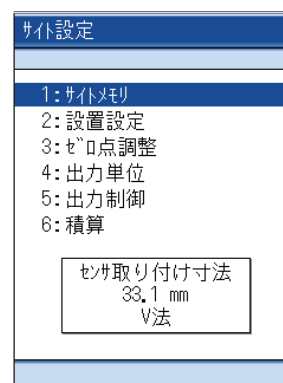 ｻｲﾄ設定
1:ｻｲﾄﾒﾓﾘ
2:設置設定
3:ｾﾞﾛ点調整
4:出力単位
5:出力制御
6:積算
ｾﾝｻ取り付け寸法
33.1 mm
V法